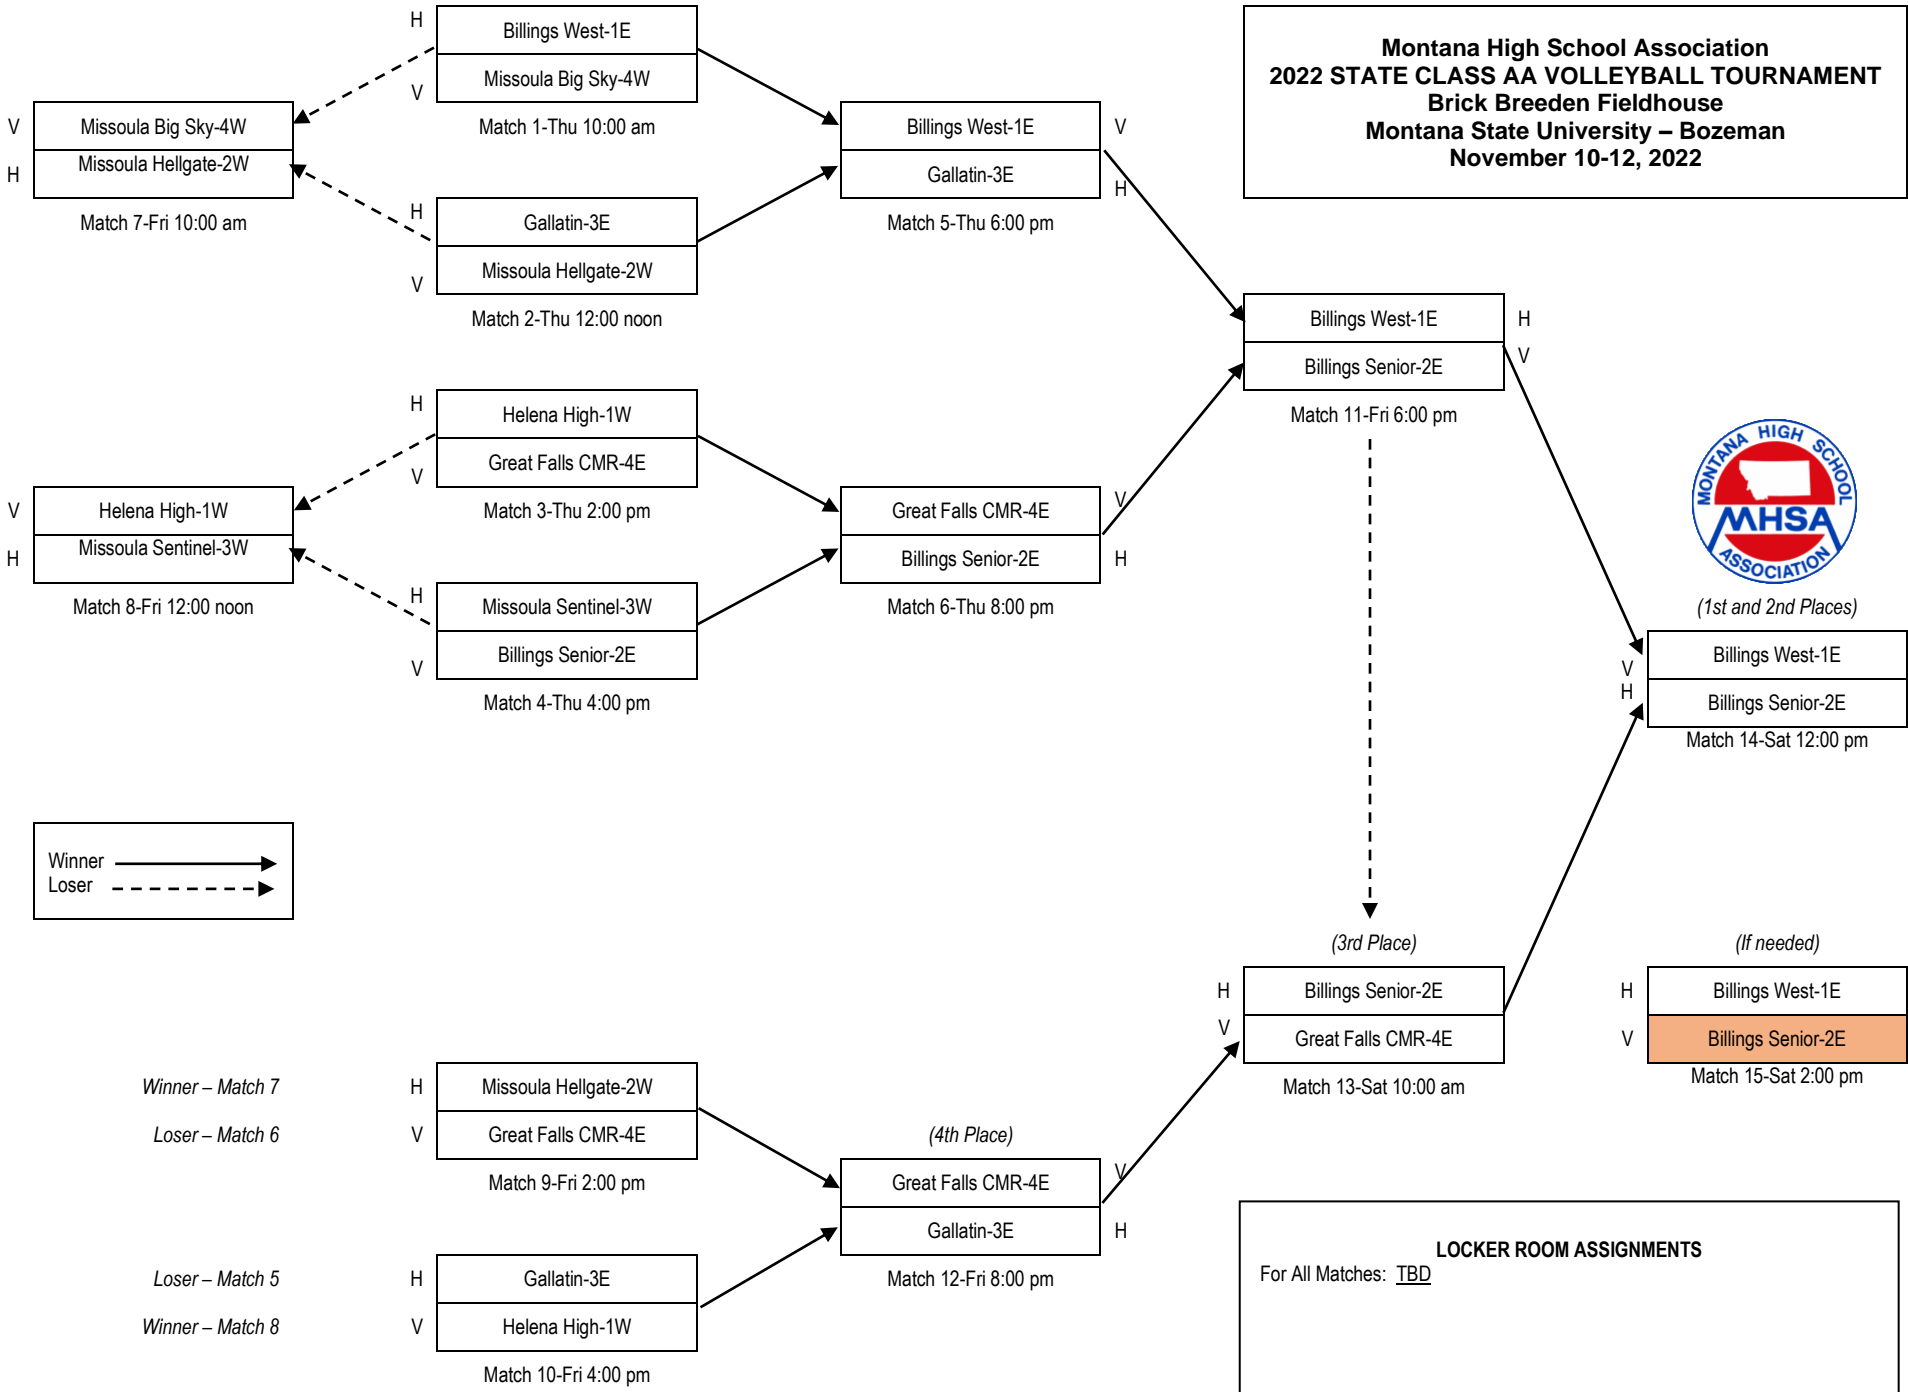 Montana High School Association
2022 STATE CLASS AA VOLLEYBALL TOURNAMENT
Brick Breeden Fieldhouse
Montana State University – Bozeman
November 10-12, 2022
H
Billings West-1E
V
Missoula Big Sky-4W
Match 1-Thu 10:00 am
V
Missoula Big Sky-4W
H
Missoula Hellgate-2W
Match 7-Fri 10:00 am
H
Gallatin-3E
V
Missoula Hellgate-2W
Match 2-Thu 12:00 noon
Billings West-1E
V
Gallatin-3E
H
Match 5-Thu 6:00 pm
H
Helena High-1W
V
Great Falls CMR-4E
Match 3-Thu 2:00 pm
V
Helena High-1W
H
Missoula Sentinel-3W
Match 8-Fri 12:00 noon
H
Missoula Sentinel-3W
V
Billings Senior-2E
Match 4-Thu 4:00 pm
Great Falls CMR-4E
V
Billings Senior-2E
H
Match 6-Thu 8:00 pm
Billings West-1E
H
Billings Senior-2E
V
Match 11-Fri 6:00 pm
MONTANA HIGH SCHOOL
MHSA
ASSOCIATION
(1st and 2nd Places)
V
Billings West-1E
H
Billings Senior-2E
Match 14-Sat 12:00 pm
Winner
Loser
(3rd Place)
H
Billings Senior-2E
V
Great Falls CMR-4E
Match 13-Sat 10:00 am
(If needed)
H
Billings West-1E
V
Billings Senior-2E
Match 15-Sat 2:00 pm
Winner – Match 7
H
Missoula Hellgate-2W
Loser – Match 6
V
Great Falls CMR-4E
Match 9-Fri 2:00 pm
(4th Place)
Great Falls CMR-4E
V
Gallatin-3E
H
Match 12-Fri 8:00 pm
Loser – Match 5
H
Gallatin-3E
Winner – Match 8
V
Helena High-1W
Match 10-Fri 4:00 pm
LOCKER ROOM ASSIGNMENTS
For All Matches: TBD